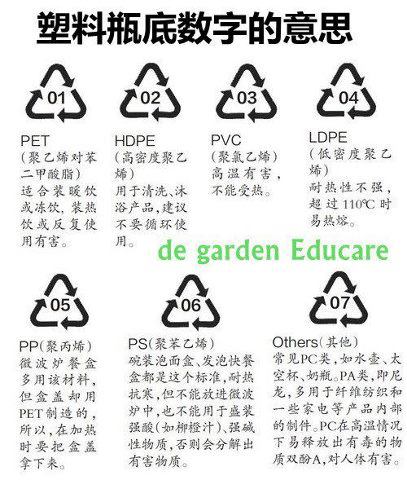 塑料瓶底数字的意思
01
02
03
04
PET
(聚乙烯对苯
二甲酸脂)
适合装暖饮
或冻饮,装热
饮或反复使
用有害。
HDPE
(高密度聚乙
烯)
用于清洗、沐
浴产品,建议
不要循环使
用。
PVC
(聚氯乙烯)
高温有害,
不能受热。
LDPE
(低密度聚乙
烯)
耐热性不强,
超过110℃时
易热熔。
de garden Educare
05
06
07
PP(聚丙烯)
微波炉餐盒
多用该材料,
但盒盖却用
PET制造的,
所以,在加热
时要把盒盖
拿下来。
PS(聚苯乙烯)
碗装泡面盒、发泡快餐
盒都是这个标准,耐热
抗寒,但不能放进微波
炉中,也不能用于盛装
强酸(如柳橙汁)、强碱
性物质,否则会分解出
有害物质。
Others(其他)
常见PC类,如水壶、太
空杯、奶瓶。PA类,即尼
龙,多用于纤维纺织和
一些家电等产品内部
的制件。PC在高温情况
下易释放出有毒的物
质双酚A,对人体有害。